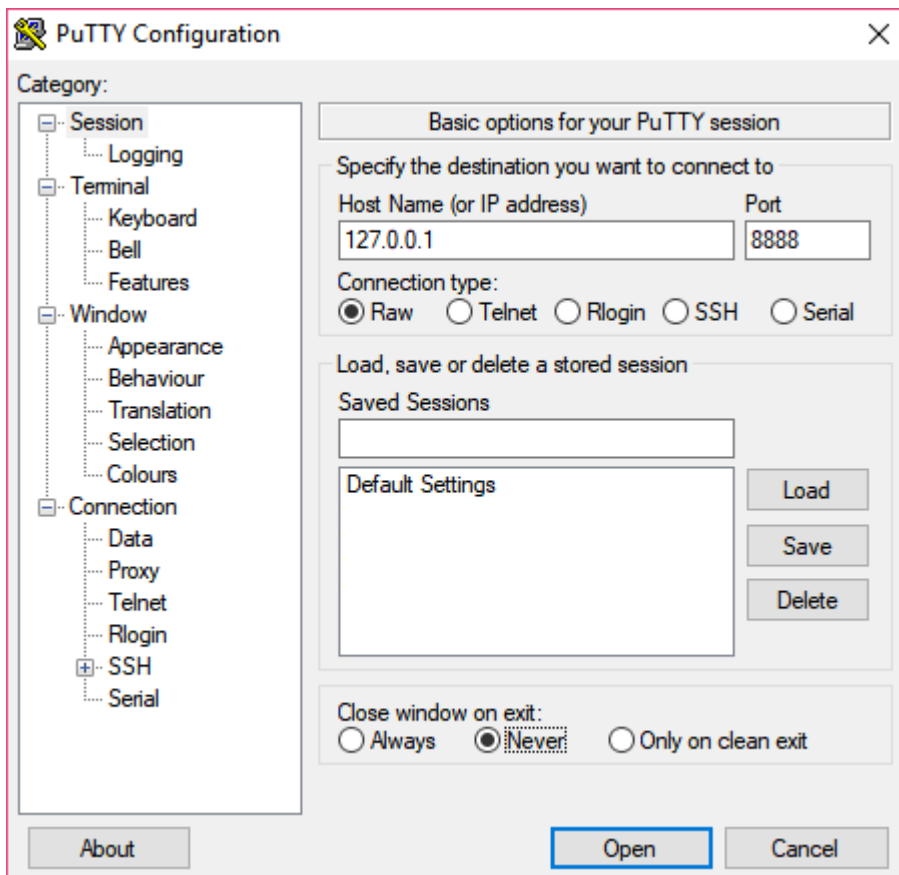 PuTTY Configuration
Category:
Session
Logging
Terminal
Keyboard
Bell
Features
Window
Appearance
Behaviour
Translation
Selection
Colours
Connection
Data
Proxy
Telnet
Rlogin
SSH
Serial
Basic options for your PuTTY session
Specify the destination you want to connect to
Host Name (or IP address) Port
127.0.0.1 8888
Connection type:
Raw Telnet Rlogin SSH Serial
Load, save or delete a stored session
Saved Sessions
Default Settings
Load
Save
Delete
Close window on exit:
Always Never Only on clean exit
About Open Cancel